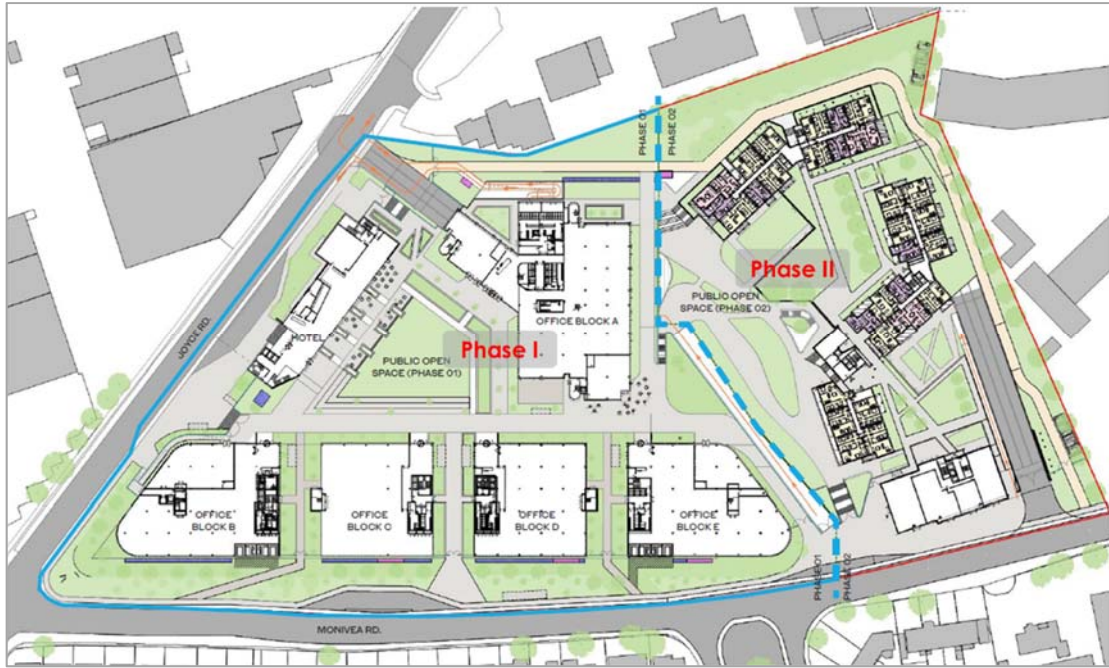 PHASE 01
PHASE 02
Phase II
PUBLIC OPEN
SPACE (PHASE 02)
OFFICE BLOCK A
JOYCE RD.
HOTEL
Phase I
PUBLIC OPEN
SPACE (PHASE 01)
OFFICE
BLOCK B
OFFICE
BLOCK C
OFFICE
BLOCK D
OFFICE
BLOCK E
PHASE 01
PHASE 02
MONIVEA RD.